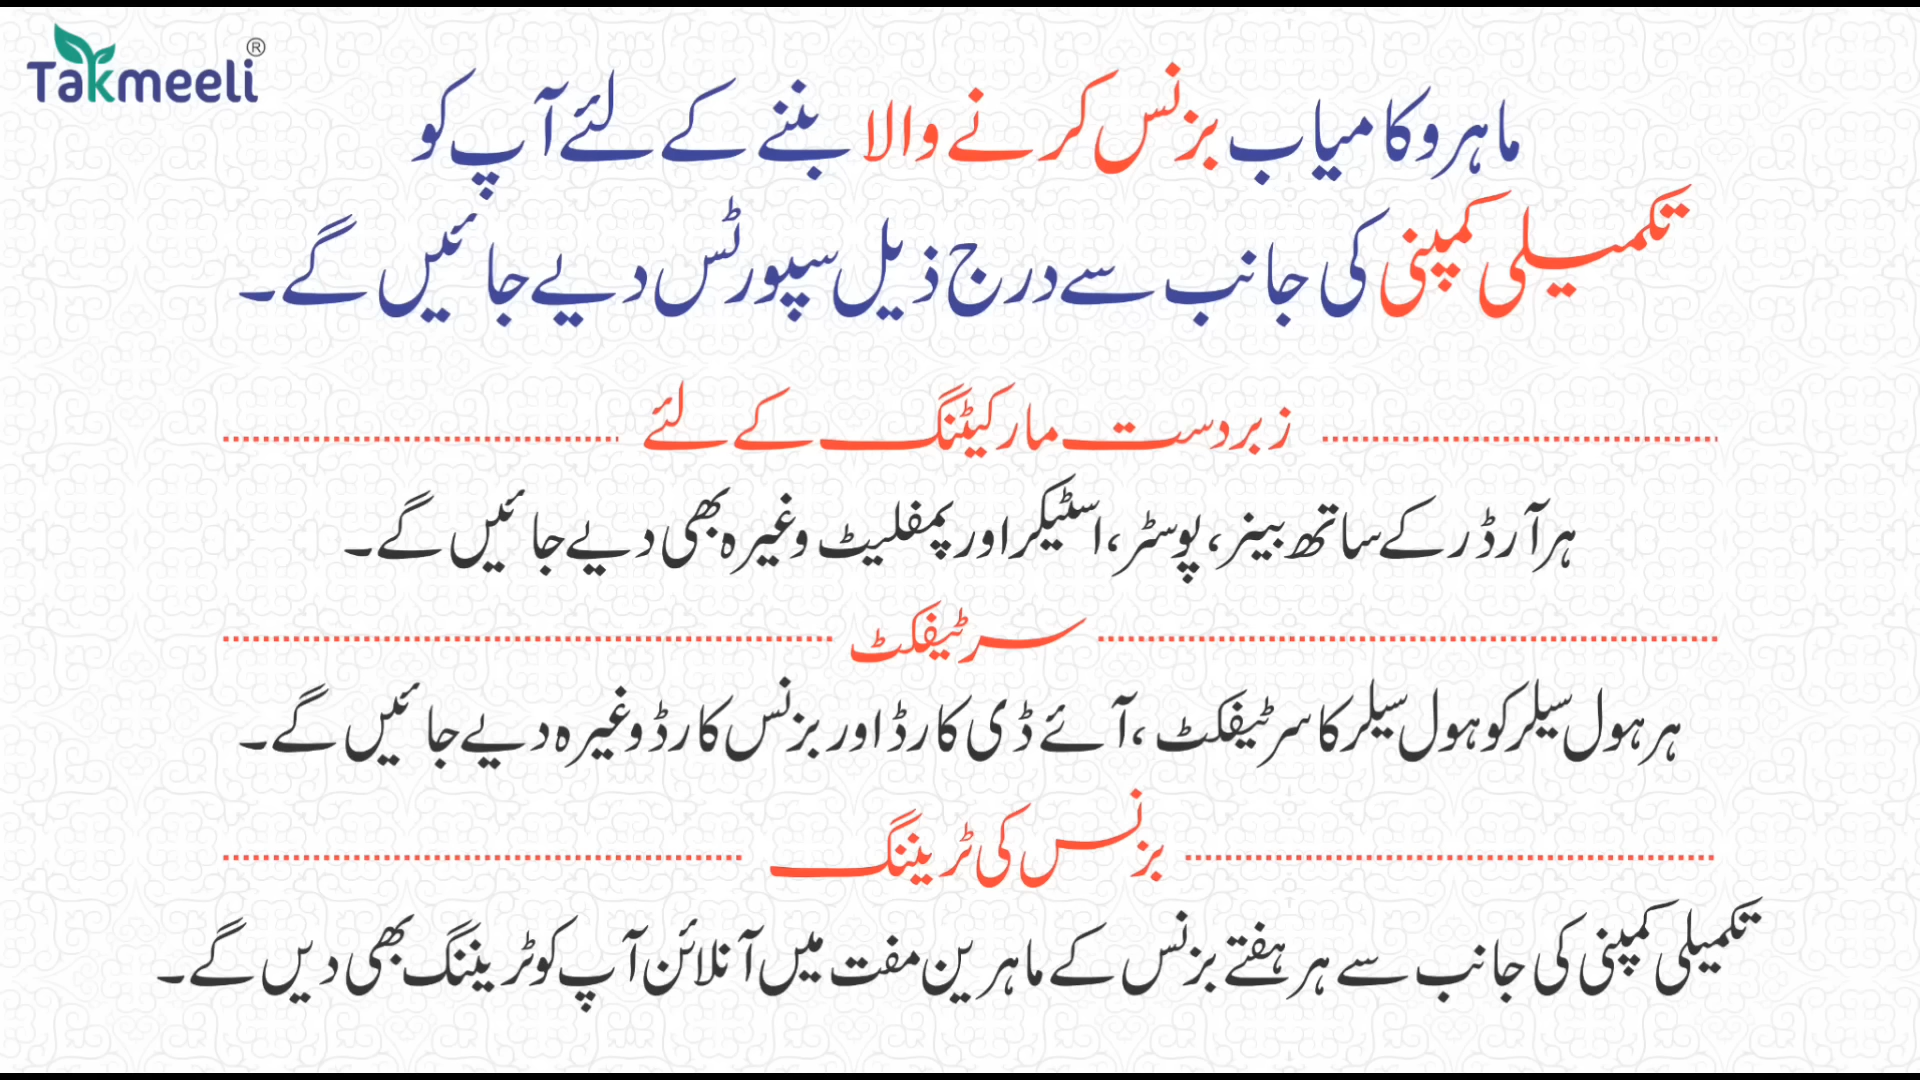 Takmeeli®
ماہر و کامیاب بزنس کرنے والا بننے کے لئے آپ کو
تکمیلی کمپنی کی جانب سے درج ذیل سپورٹس دیے جائیں گے۔
زبردست مارکیٹنگ کے لئے
ہر آرڈر کے ساتھ بینر، پوسٹر، اسٹیکر اور پمفلیٹ وغیرہ بھی دیے جائیں گے۔
سرٹیفکٹ
ہر ہول سیلر کو ہول سیلر کا سرٹیفکٹ، آئے ڈی کارڈ اور بزنس کارڈ وغیرہ دیے جائیں گے۔
بزنس کی ٹریننگ
تکمیلی کمپنی کی جانب سے ہر ہفتے بزنس کے ماہرین مفت میں آنلائن آپ کو ٹریننگ بھی دیں گے۔